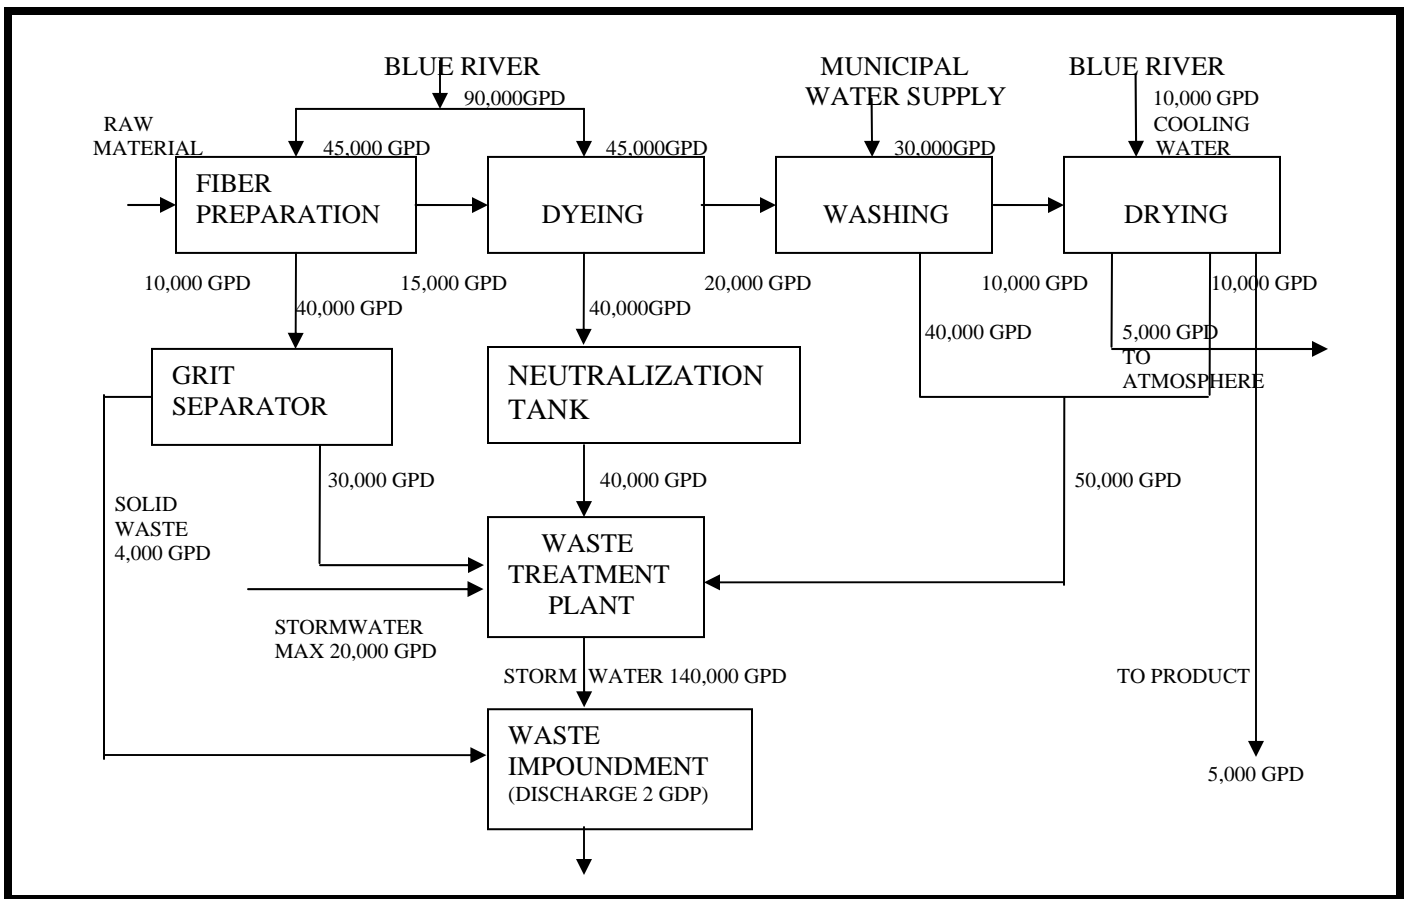 BLUE RIVER
MUNICIPAL
WATER SUPPLY
BLUE RIVER
90,000GPD
10,000 GPD
COOLING
WATER
RAW
MATERIAL
45,000 GPD
45,000GPD
30,000GPD
FIBER
PREPARATION
DYEING
WASHING
DRYING
10,000 GPD
15,000 GPD
20,000 GPD
10,000 GPD
10,000 GPD
40,000 GPD
40,000GPD
40,000 GPD
5,000 GPD
TO
ATMOSPHERE
GRIT
SEPARATOR
NEUTRALIZATION
TANK
30,000 GPD
40,000 GPD
50,000 GPD
SOLID
WASTE
4,000 GPD
WASTE
TREATMENT
PLANT
STORMWATER
MAX 20,000 GPD
STORM WATER 140,000 GPD
TO PRODUCT
WASTE
IMPOUNDMENT
(DISCHARGE 2 GDP)
5,000 GPD